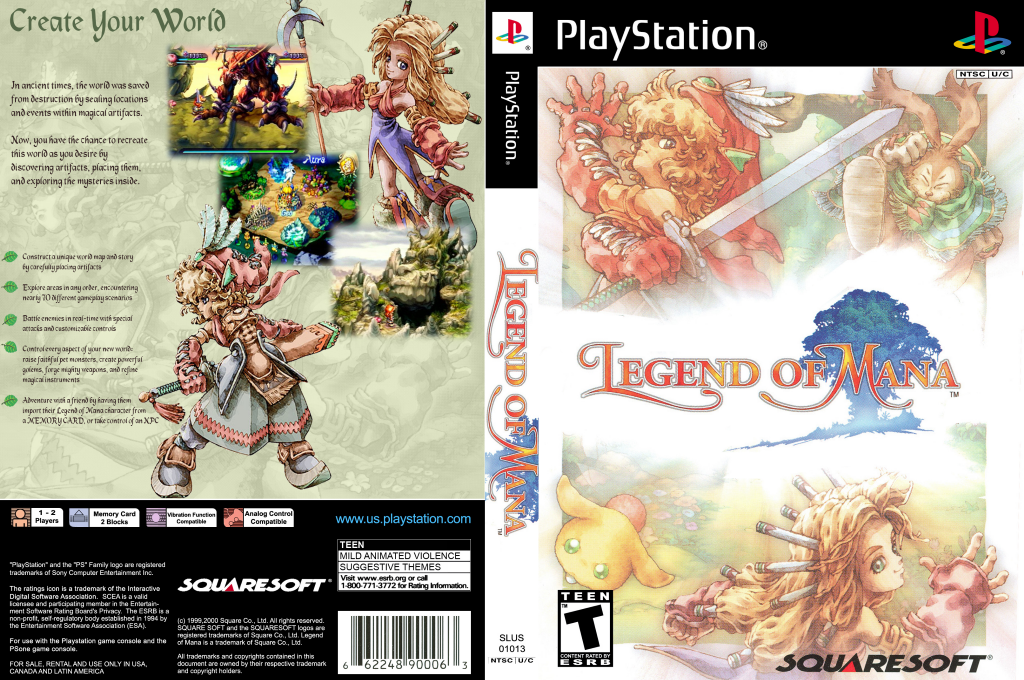 Create Your World
In ancient times, the world was saved
from destruction by sealing locations
and events within magical artifacts.
Now, you have the chance to recreate
this world as you desire by
discovering artifacts, placing them,
and exploring the mysteries inside.
Aura
Construct a unique world map and story
by carefully placing artifacts
Explore areas in any order, encountering
nearly 70 different gameplay scenarios
Battle enemies in real-time with special
attacks and customizable controls
Control every aspect of your new world:
raise faithful pet monsters, create powerful
golems, forge mighty weapons, and refine
magical instruments
Adventure with a friend by having them
import their Legend of Mana character from
a MEMORY CARD, or take control of an NPC
1 - 2
Players
Memory Card
2 Blocks
Vibration Function
Compatible
Analog Control
Compatible
www.us.playstation.com
"PlayStation" and the "PS" Family logo are registered
trademarks of Sony Computer Entertainment Inc.
The ratings icon is a trademark of the Interactive
Digital Software Association. SCEA is a valid
licensee and participating member in the Entertain-
ment Software Rating Board's Privacy. The ESRB is a
non-profit, self-regulatory body established in 1994 by
the Entertainment Software Association (ESA).
For use with the Playstation game console and the
PSone game console.
FOR SALE, RENTAL AND USE ONLY IN USA,
CANADA AND LATIN AMERICA
SQUARESOFT®
(c) 1999,2000 Square Co., Ltd. All rights reserved.
SQUARE SOFT and the SQUARESOFT logos are
registered trademarks of Square Co., Ltd. Legend
of Mana is a trademark of Square Co., Ltd.
All trademarks and copyrights contained in this
document are owned by their respective trademark
and copyright holders.
TEEN
MILD ANIMATED VIOLENCE
SUGGESTIVE THEMES
Visit www.esrb.org or call
1-800-771-3772 for Rating Information.
6 62248 90006 3
PlayStation®
LEGEND OF MANA™
SLUS
01013
NTSC U/C
PlayStation®
NTSC U/C
LEGEND OF MANA™
TEEN
T™
CONTENT RATED BY
ESRB
SQUARESOFT®